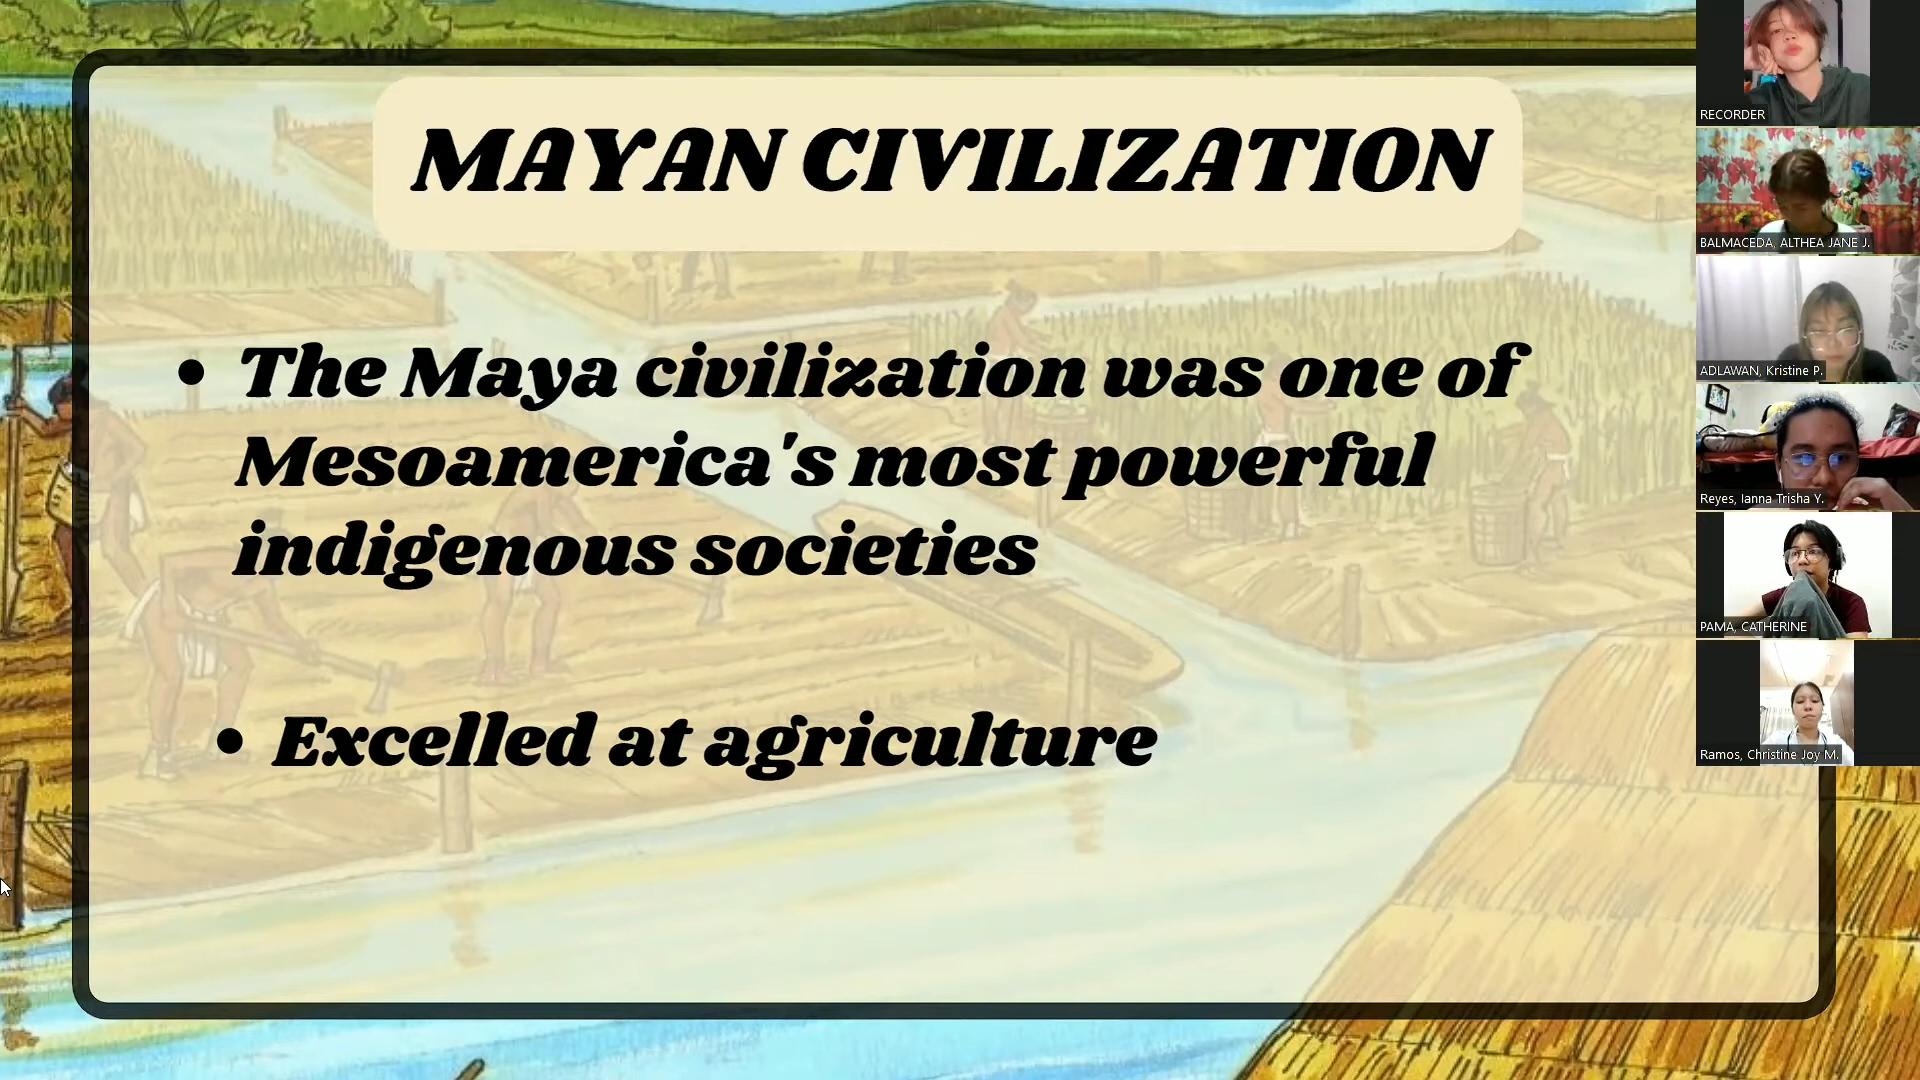 MAYAN CIVILIZATION
• The Maya civilization was one of
Mesoamerica's most powerful
indigenous societies
• Excelled at agriculture
RECORDER
BALMACEDA, ALTHEA JANE J.
ADLAWAN, Kristine P.
Reyes, Ianna Trisha Y.
PAMA, CATHERINE
Ramos, Christine Joy M.